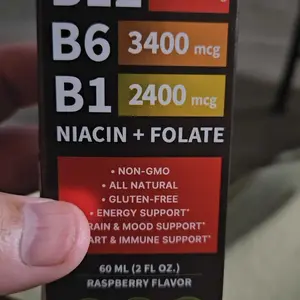 B6 3400 mcg
B1 2400 mcg
NIACIN + FOLATE
• NON-GMO
• ALL NATURAL
• GLUTEN-FREE
• ENERGY SUPPORT*
& MOOD SUPPORT*
& IMMUNE SUPPORT*
60 ML (2 FL OZ.)
RASPBERRY FLAVOR